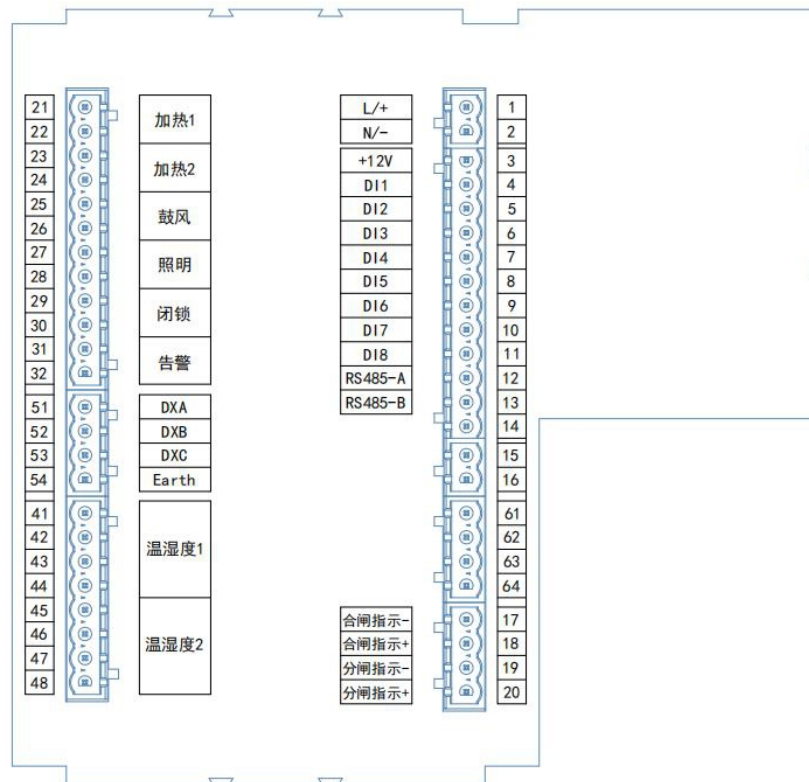 21 加热1 L/+ 1
22 N/- 2
23 加热2 +12V 3
24 DI1 4
25 鼓风 DI2 5
26 DI3 6
27 照明 DI4 7
28 DI5 8
29 闭锁 DI6 9
30 DI7 10
31 告警 DI8 11
32 RS485-A 12
51 DXA RS485-B 13
52 DXB 14
53 DXC 15
54 Earth 16
41 温湿度1 61
42 62
43 63
44 64
45 温湿度2 合闸指示- 17
46 合闸指示+ 18
47 分闸指示- 19
48 分闸指示+ 20